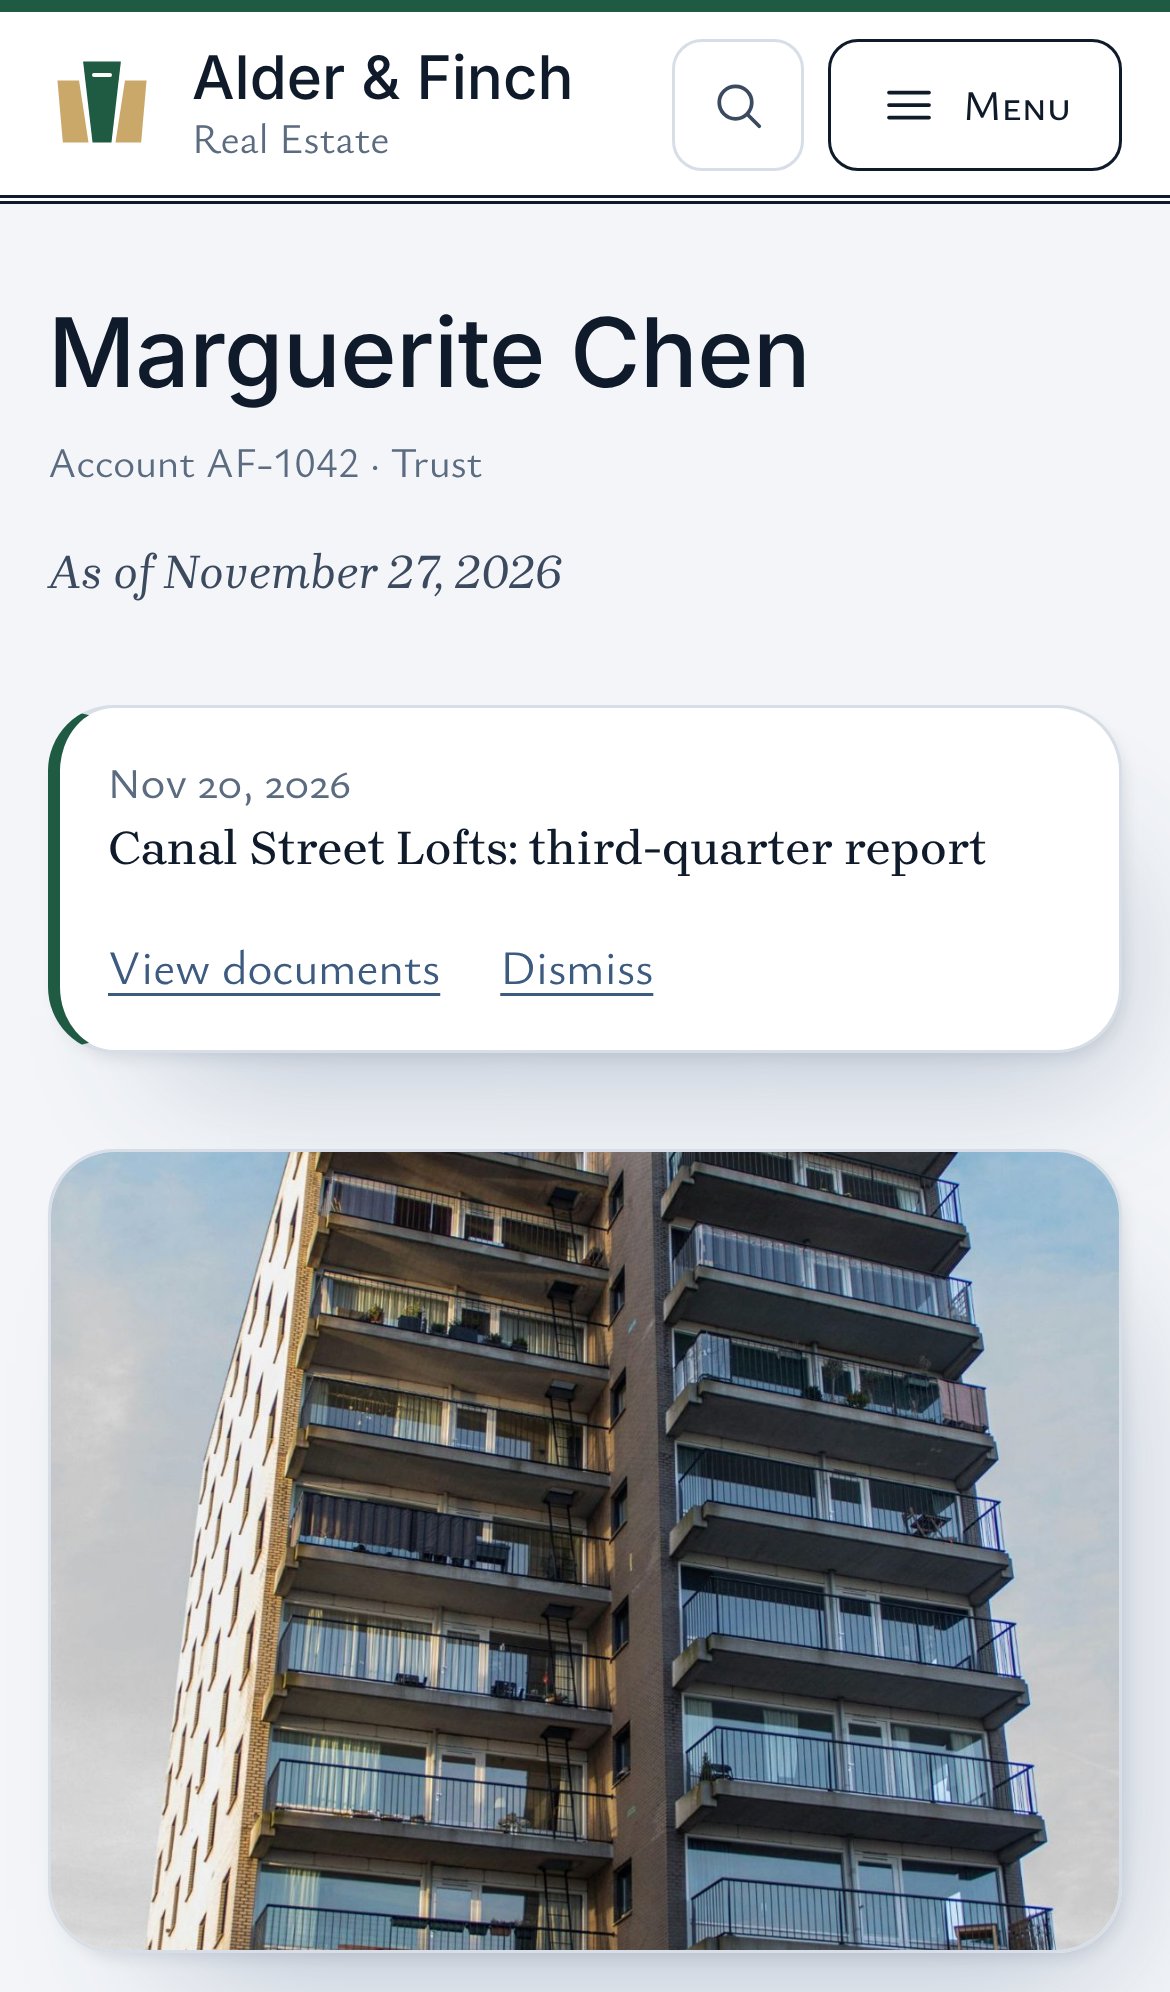 Alder & Finch
Real Estate
Menu
Marguerite Chen
Account AF-1042 · Trust
As of November 27, 2026
Nov 20, 2026
Canal Street Lofts: third-quarter report
View documents Dismiss